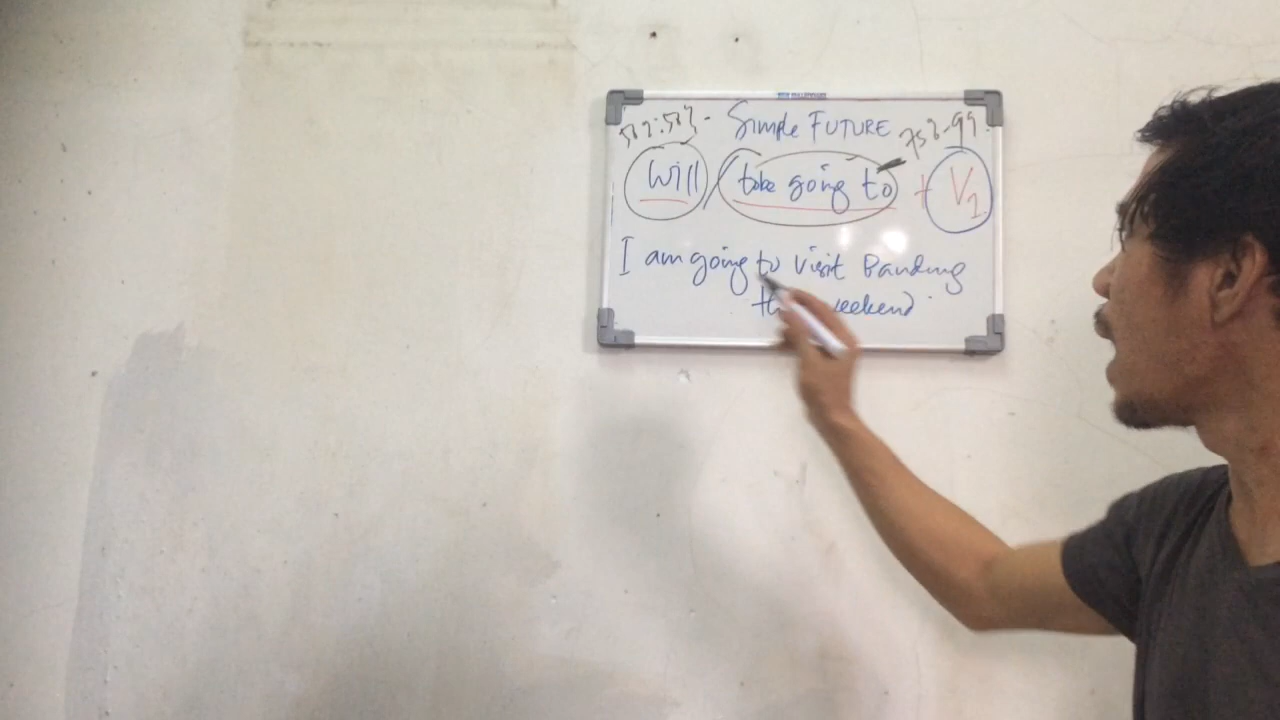 Simple FUTURE
Will / tobe going to + V1
I am going to visit Bandung
weekend